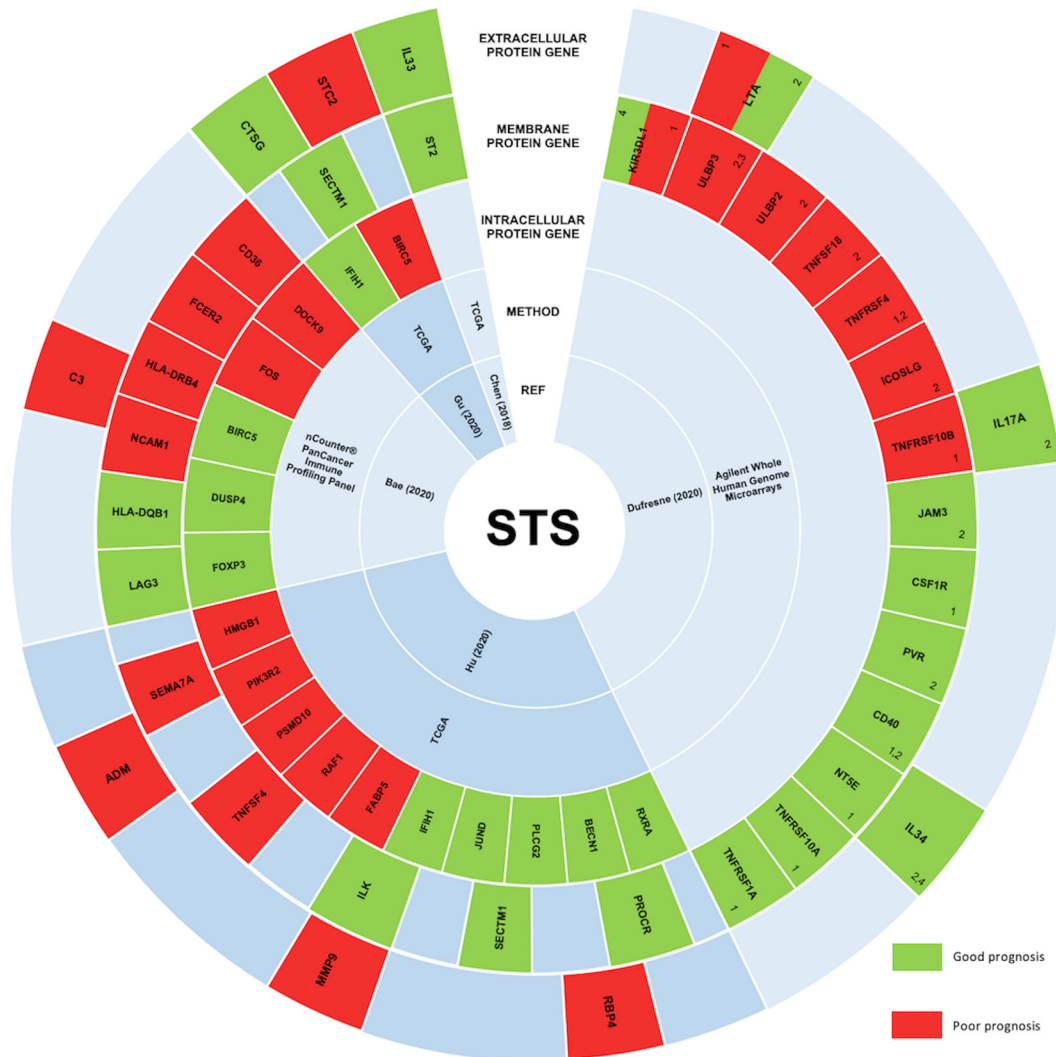 EXTRACELLULAR
PROTEIN GENE
MEMBRANE
PROTEIN GENE
INTRACELLULAR
PROTEIN GENE
METHOD
REF
STS
Dufresne (2020)
Agilent Whole
Human Genome
Microarrays
KIR3DL1
4
1
ULBP3
2,3
ULBP2
2
TNFSF18
2
TNFRSF4
1,2
ICOSLG
2
TNFRSF10B
1
JAM3
2
CSF1R
1
PVR
2
CD40
1,2
NT5E
1
TNFRSF10A
1
TNFRSF1A
1
LTA
1
2
IL17A
2
IL34
2,4
Hu (2020)
TCGA
RXRA
BECN1
PLCG2
JUND
IFIH1
FABP5
RAF1
PSMD10
PIK3R2
HMGB1
PROCR
SECTM1
ILK
TNFSF4
SEMA7A
RBP4
MMP9
ADM
Bae (2020)
nCounter®
PanCancer
Immune
Profiling Panel
FOXP3
DUSP4
BIRC5
FOS
DOCK9
LAG3
HLA-DQB1
NCAM1
HLA-DRB4
FCER2
CD36
C3
Gu (2020)
TCGA
IFIH1
BIRC5
SECTM1
CTSG
STC2
Chen (2018)
TCGA
ST2
IL33
Good prognosis
Poor prognosis